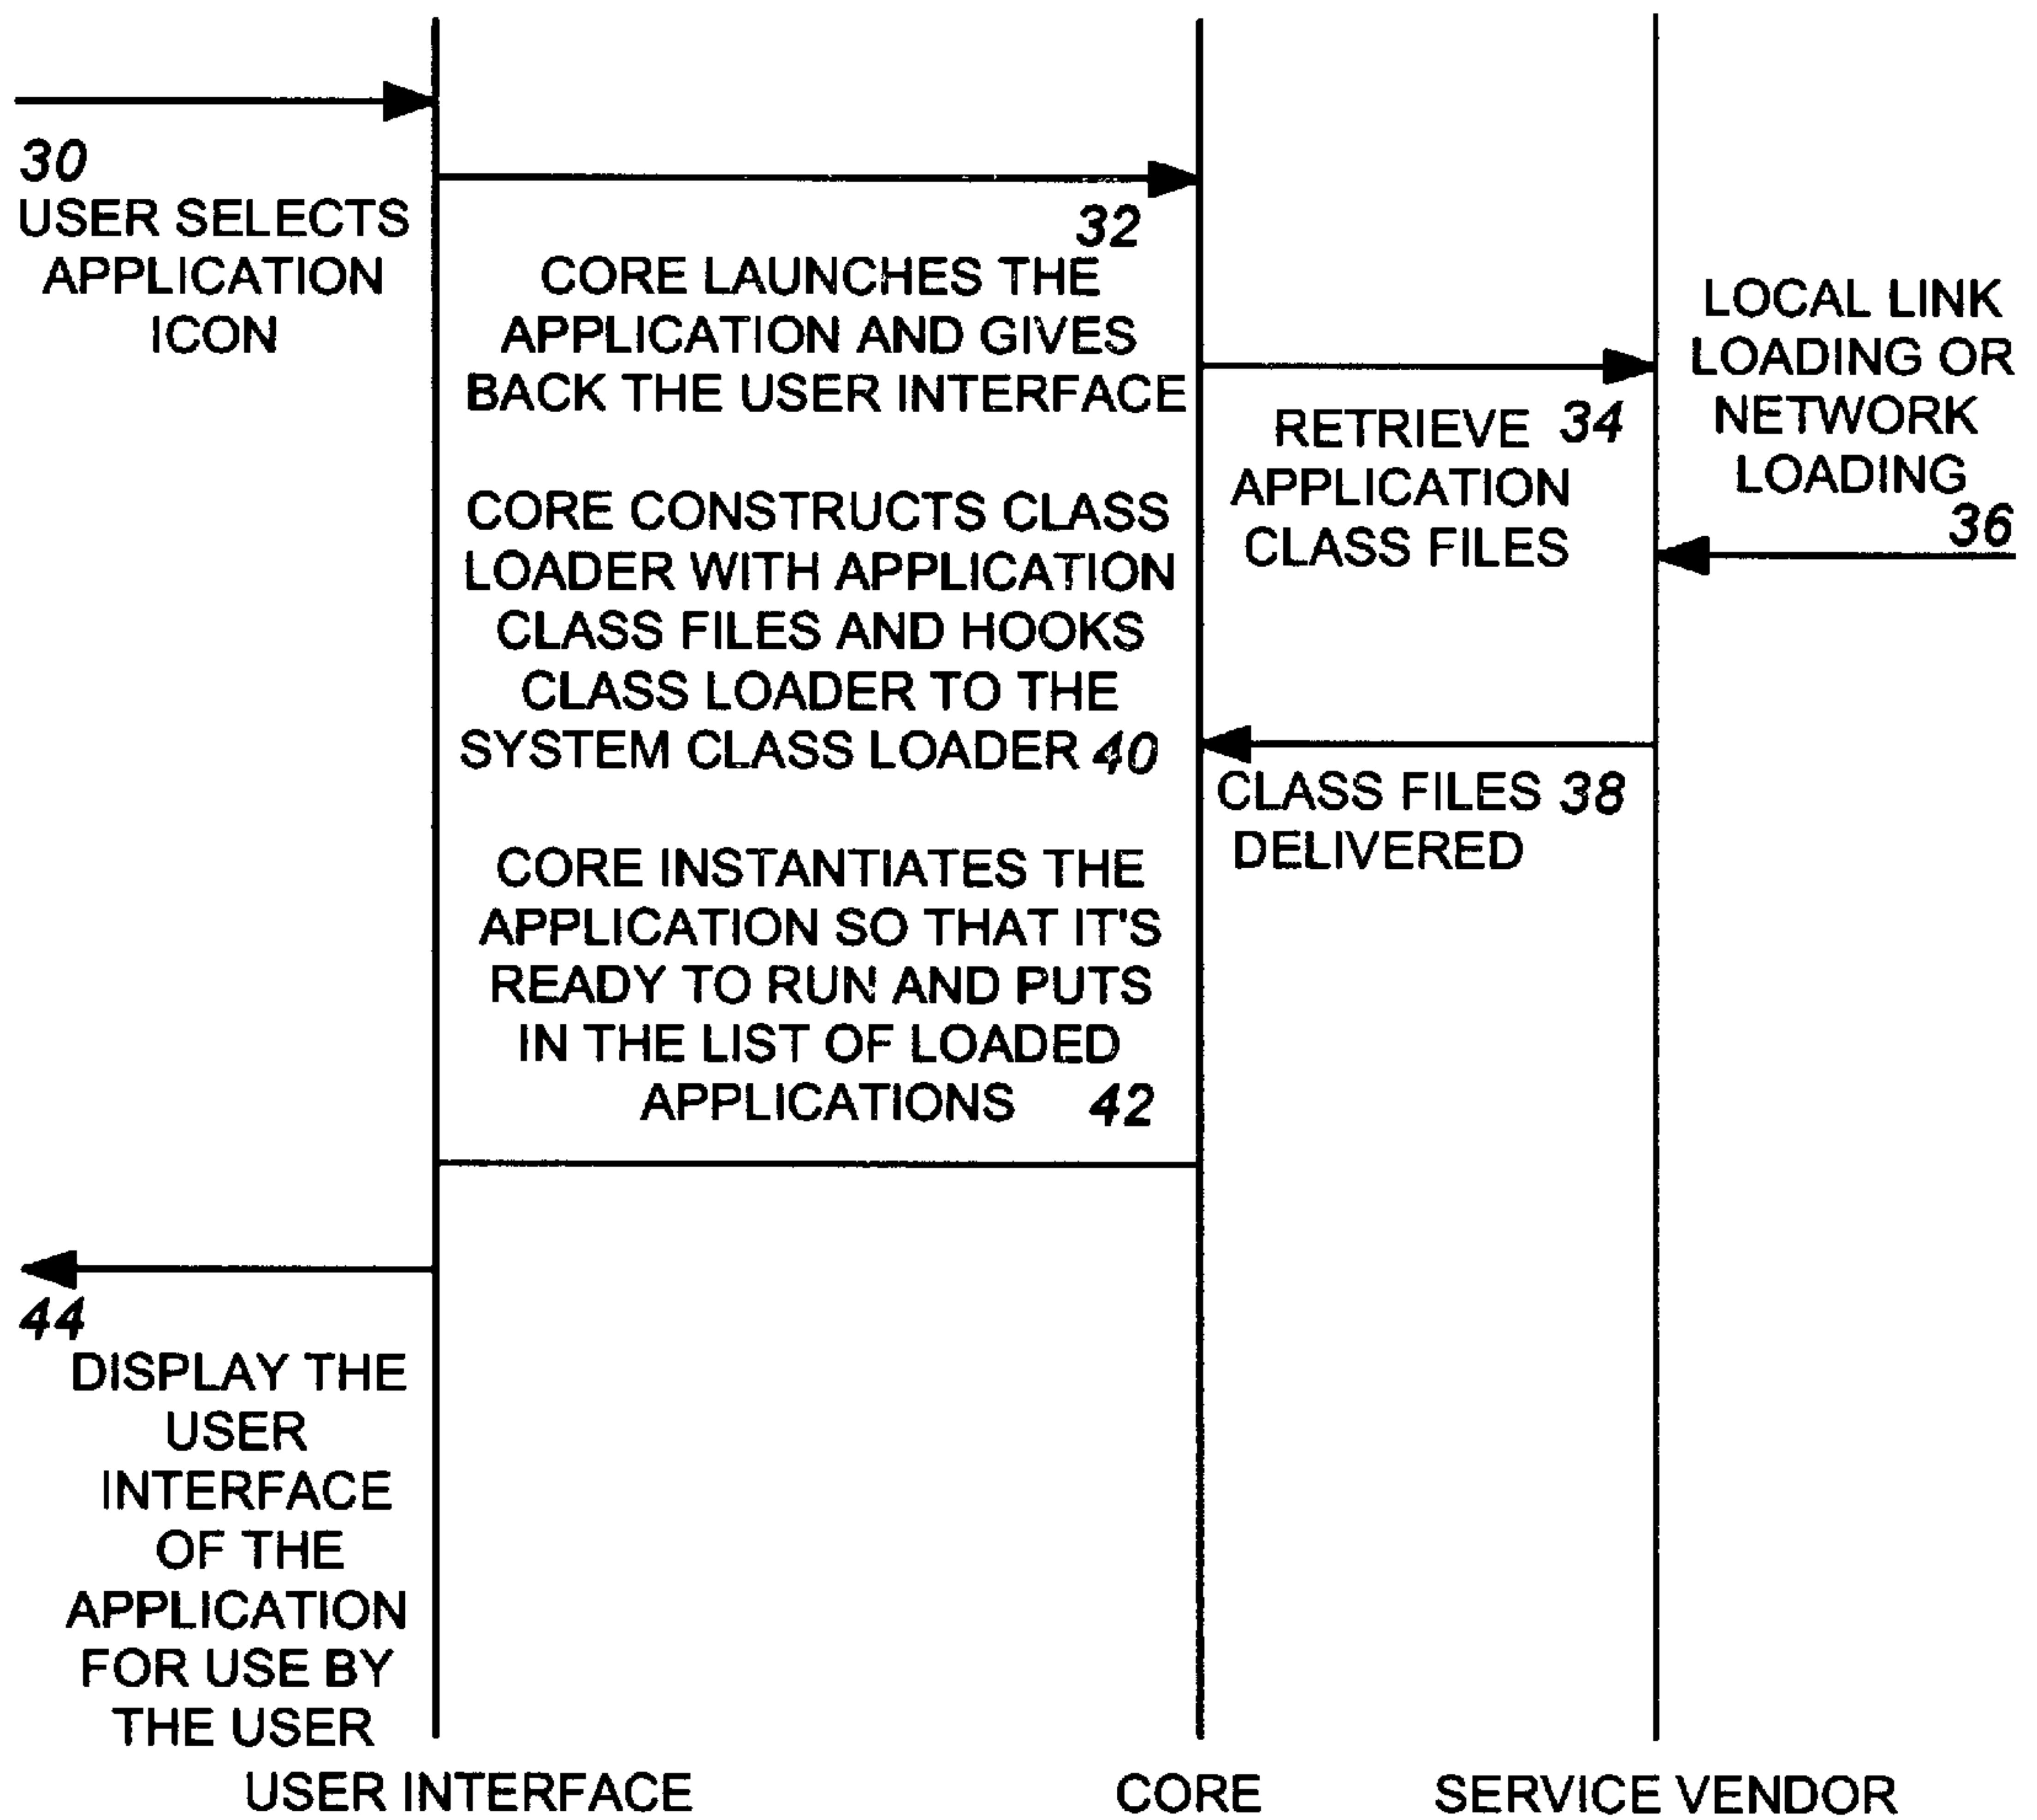 30
USER SELECTS
APPLICATION
ICON
32
CORE LAUNCHES THE
APPLICATION AND GIVES
BACK THE USER INTERFACE
RETRIEVE 34
APPLICATION
CLASS FILES
LOCAL LINK
LOADING OR
NETWORK
LOADING
36
CLASS FILES 38
DELIVERED
CORE CONSTRUCTS CLASS
LOADER WITH APPLICATION
CLASS FILES AND HOOKS
CLASS LOADER TO THE
SYSTEM CLASS LOADER 40
CORE INSTANTIATES THE
APPLICATION SO THAT IT'S
READY TO RUN AND PUTS
IN THE LIST OF LOADED
APPLICATIONS 42
44
DISPLAY THE
USER
INTERFACE
OF THE
APPLICATION
FOR USE BY
THE USER
USER INTERFACE
CORE
SERVICE VENDOR